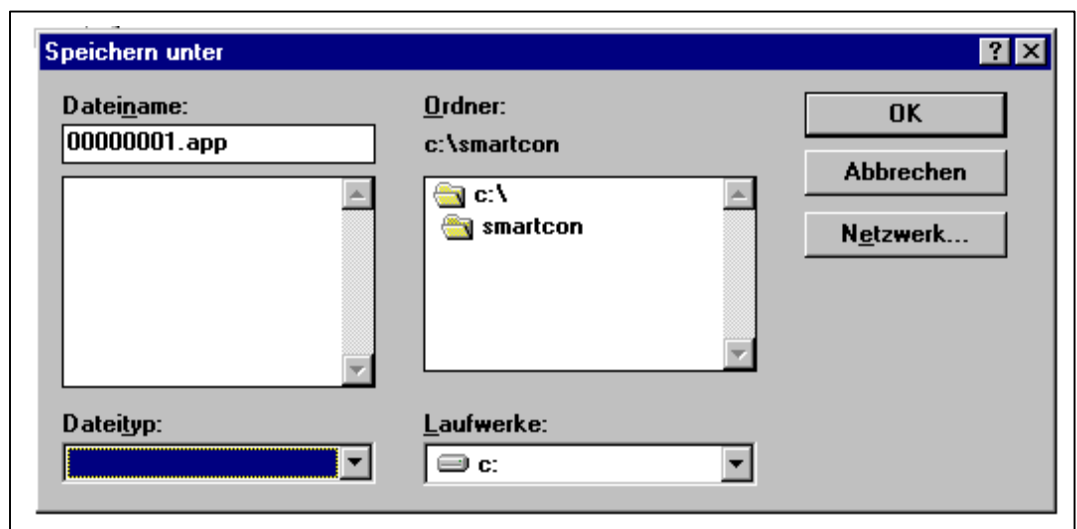 Speichern unter
Dateiname:
00000001.app
Ordner:
c:\smartcon
c:\
smartcon
OK
Abbrechen
Netzwerk...
Dateityp:
Laufwerke:
c: